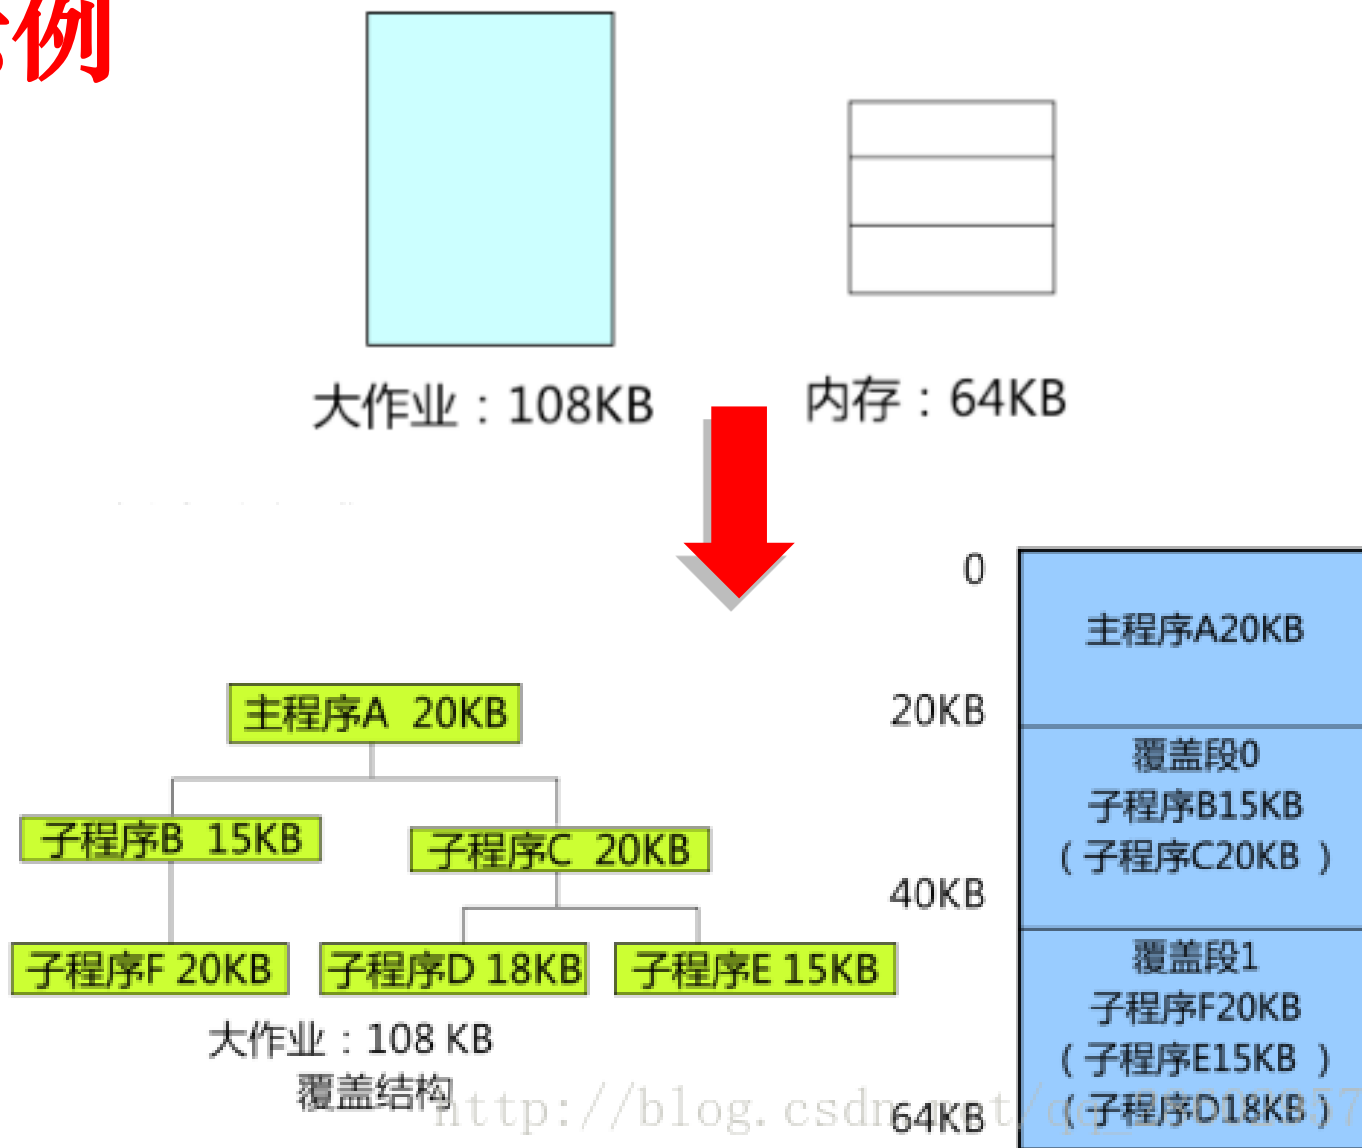 例
大作业：108KB
内存：64KB
0
主程序A20KB
20KB
覆盖段0
子程序B15KB
（子程序C20KB ）
40KB
覆盖段1
子程序F20KB
（子程序E15KB ）
（子程序D18KB ）
64KB
主程序A 20KB
子程序B 15KB
子程序C 20KB
子程序F 20KB
子程序D 18KB
子程序E 15KB
大作业：108 KB
覆盖结构